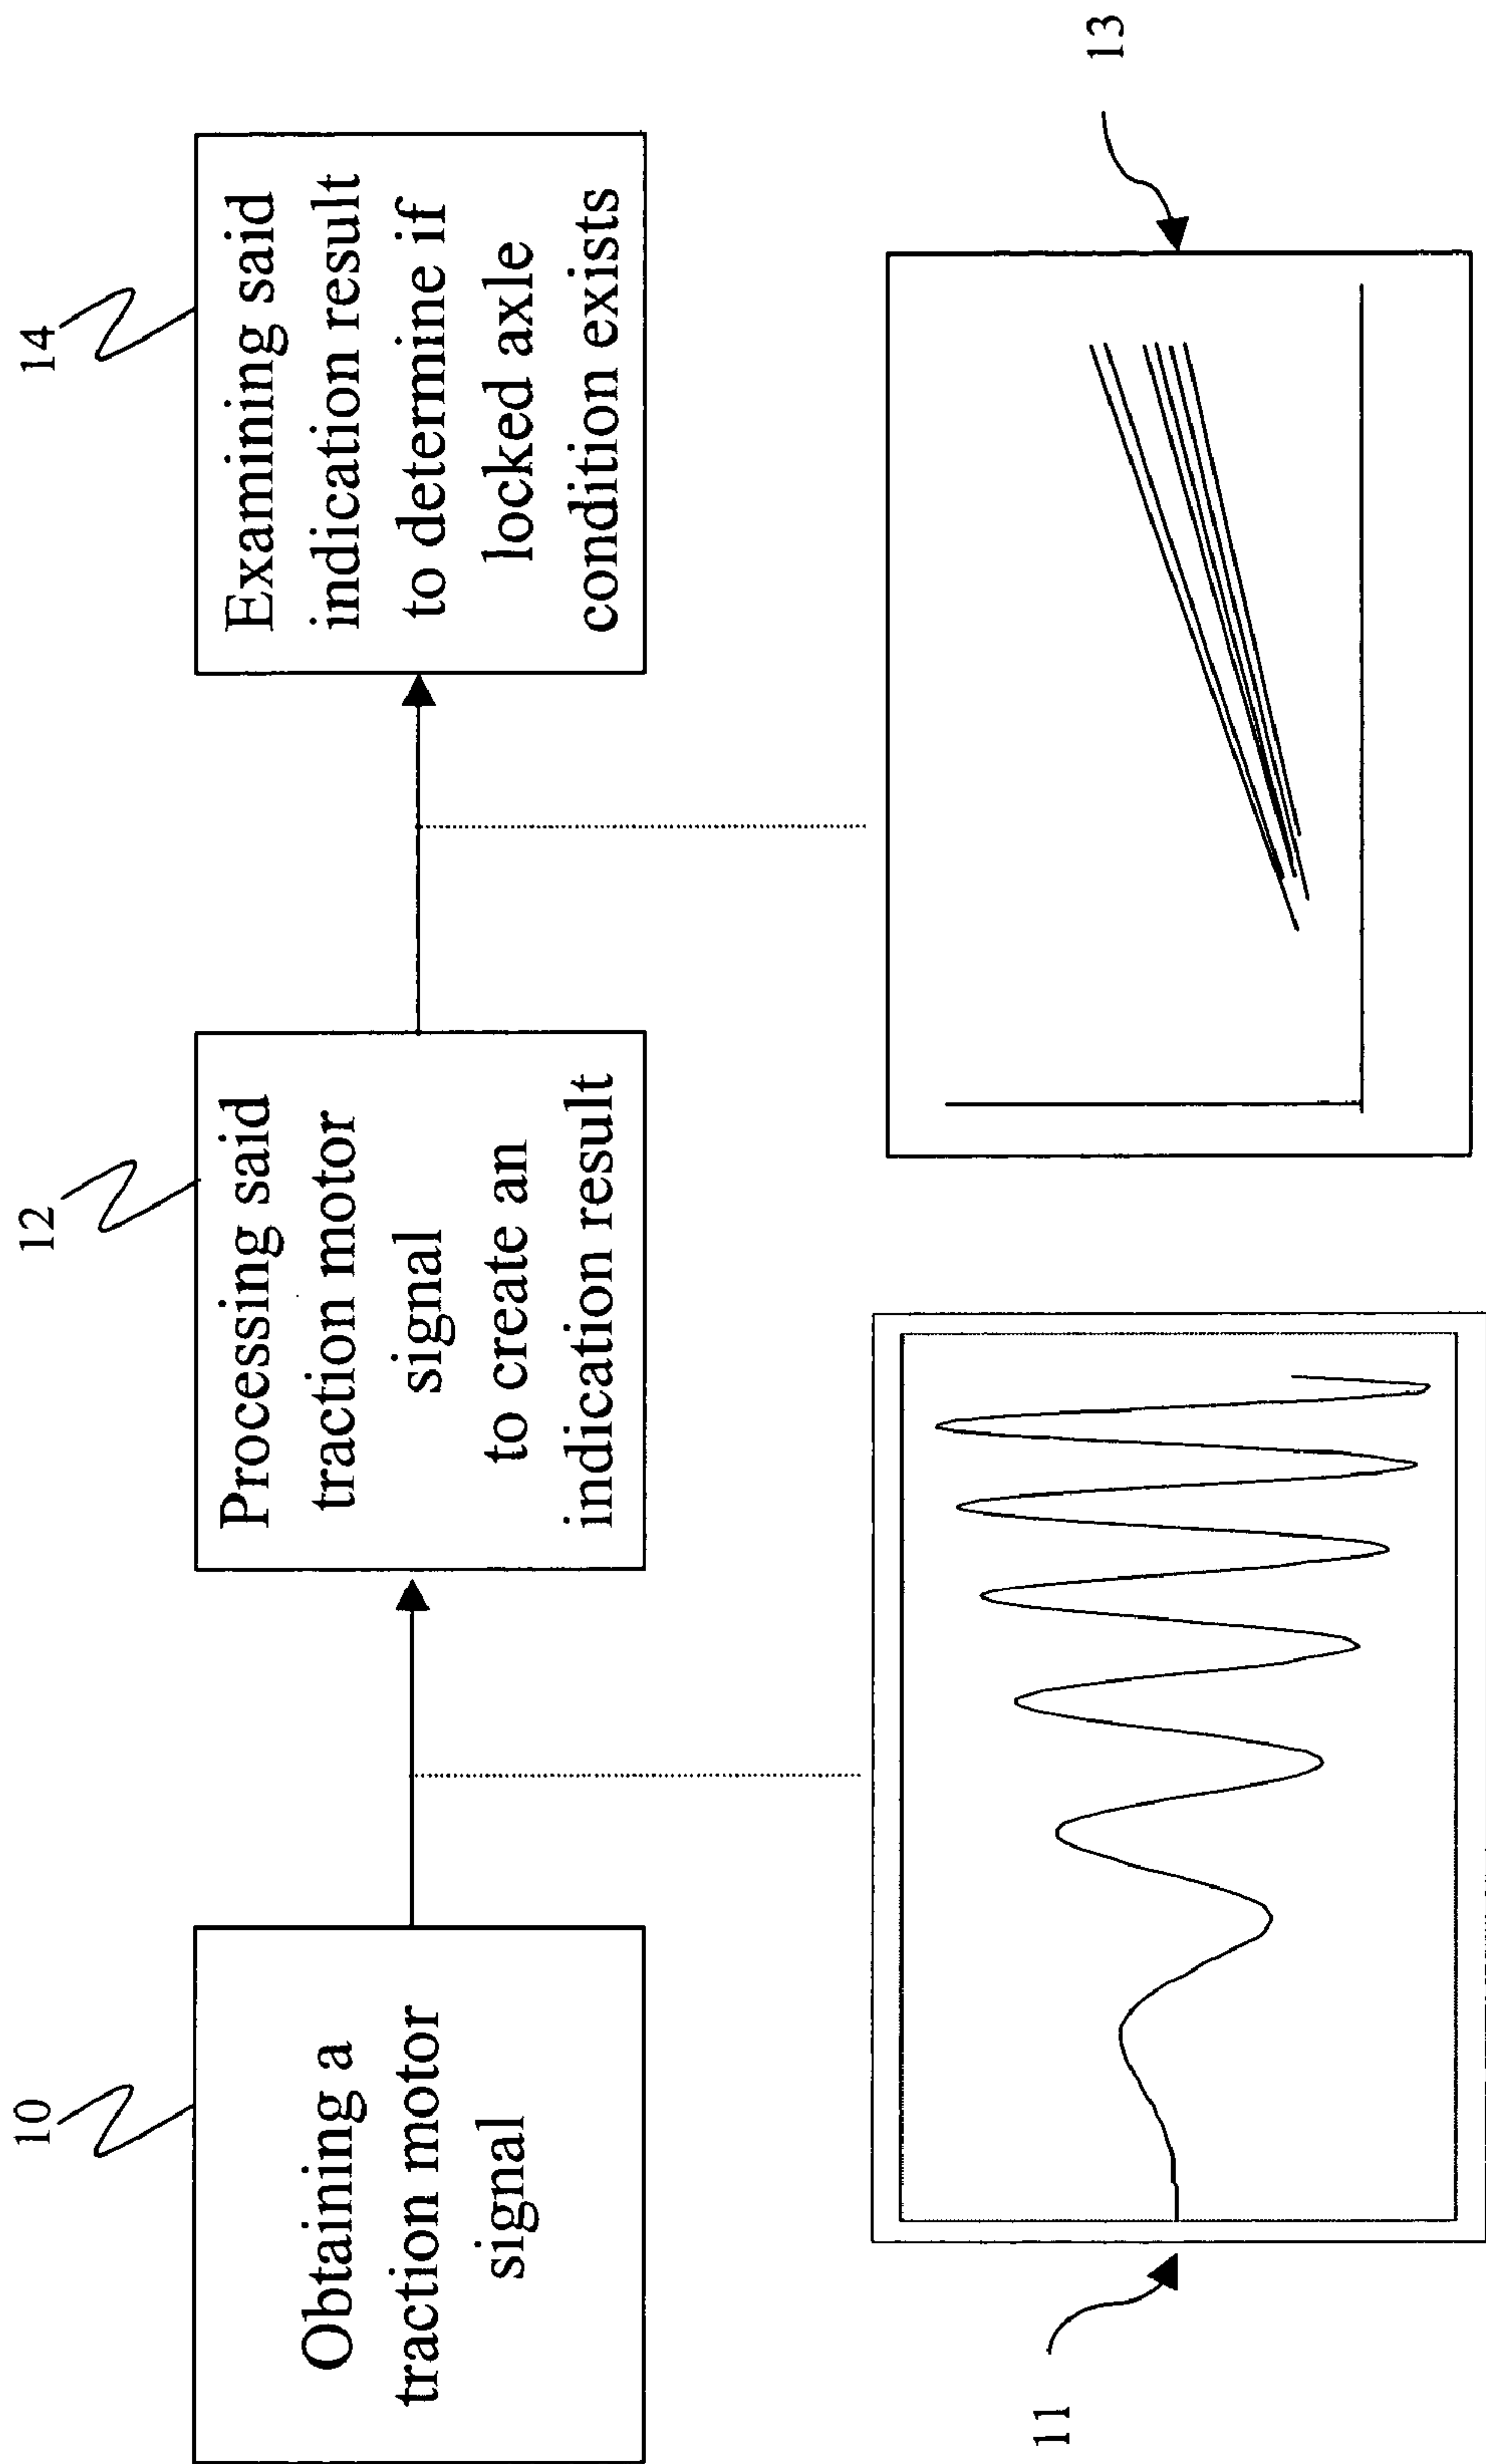 10
Obtaining a
traction motor
signal
12
Processing said
traction motor
signal
to create an
indication result
14
Examining said
indication result
to determine if
locked axle
condition exists
11
13